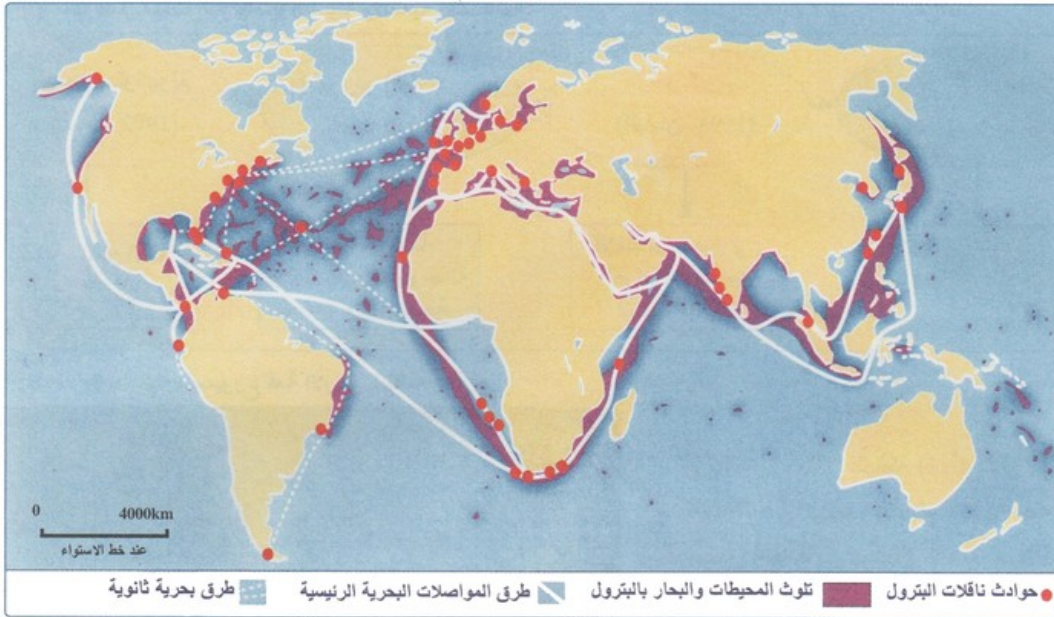 0 4000km
عند خط الاستواء
حوادث ناقلات البترول تلوث المحيطات والبحار بالبترول طرق المواصلات البحرية الرئيسية طرق بحرية ثانوية